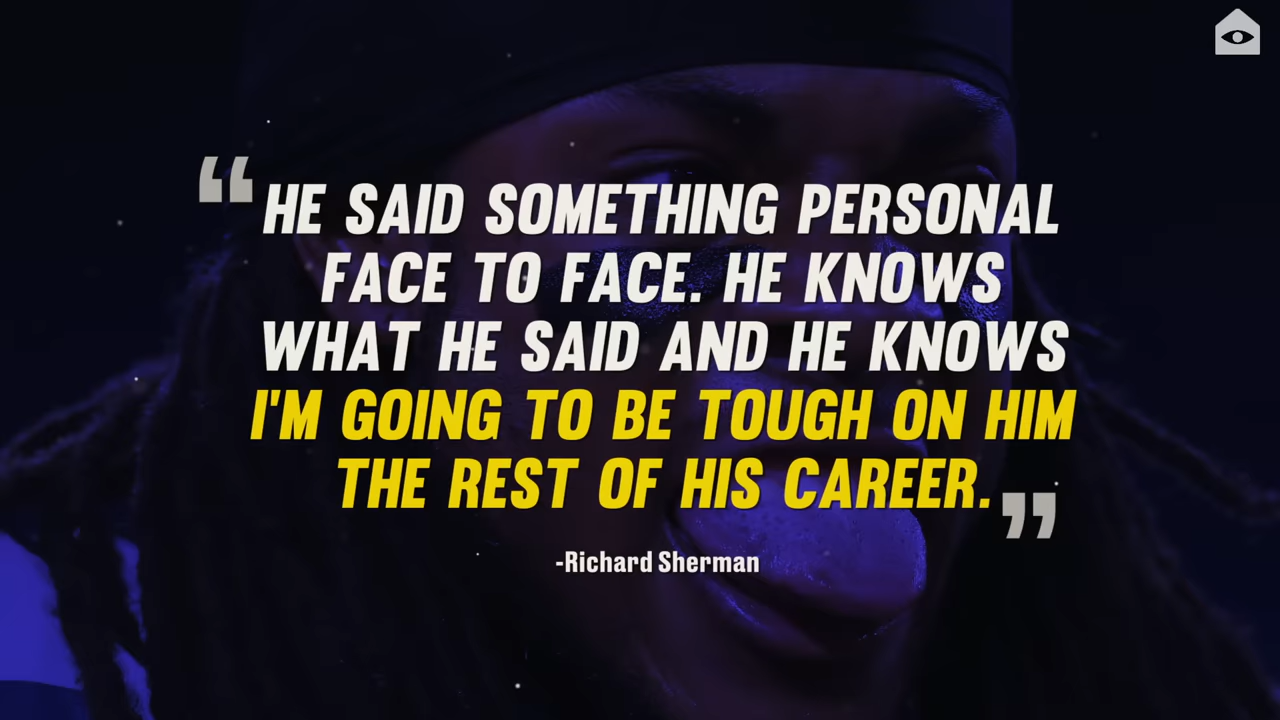 “HE SAID SOMETHING PERSONAL
FACE TO FACE. HE KNOWS
WHAT HE SAID AND HE KNOWS
I'M GOING TO BE TOUGH ON HIM
THE REST OF HIS CAREER.”
-Richard Sherman